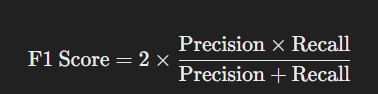 F1 Score = 2 × Precision × Recall / Precision + Recall